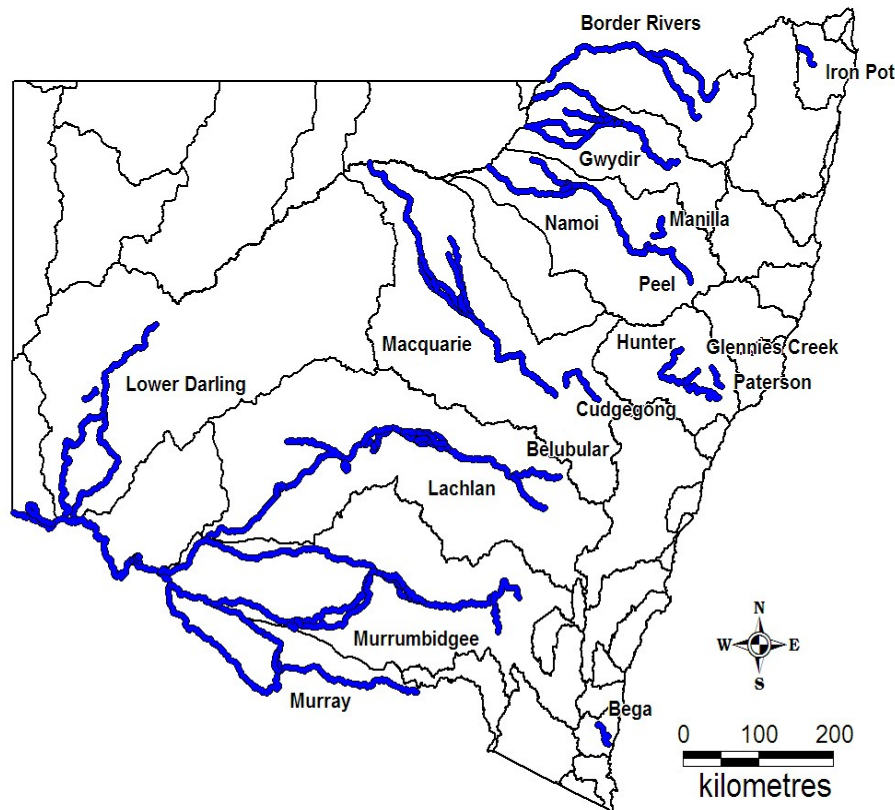 Border Rivers
Iron Pot
Gwydir
Namoi
Manilla
Peel
Macquarie
Hunter
Glennies Creek
Paterson
Lower Darling
Cudgegong
Belubular
Lachlan
Murrumbidgee
Murray
Bega
N
W E
S
0 100 200
kilometres